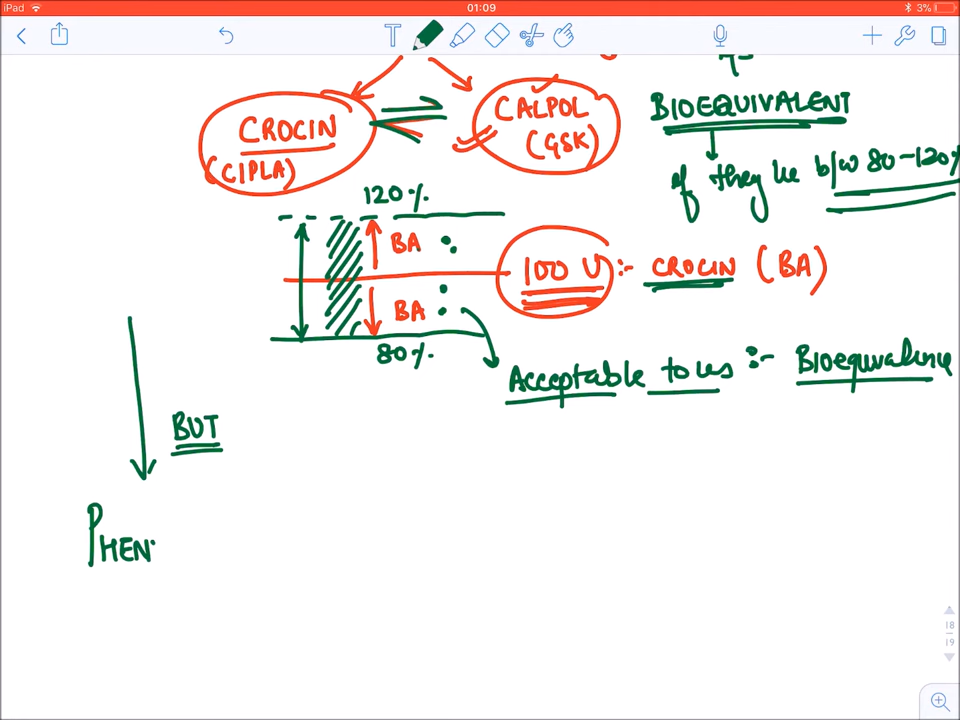 iPad
01:09
3%
T
CROCIN
(CIPLA)
CALPOL
(GSK)
BIOEQUIVALENT
if they lie b/w 80-120%
120%.
BA
100 U :- CROCIN (BA)
BA
80%.
Acceptable to us :- Bioequivalence
BUT
PHEN
18
19